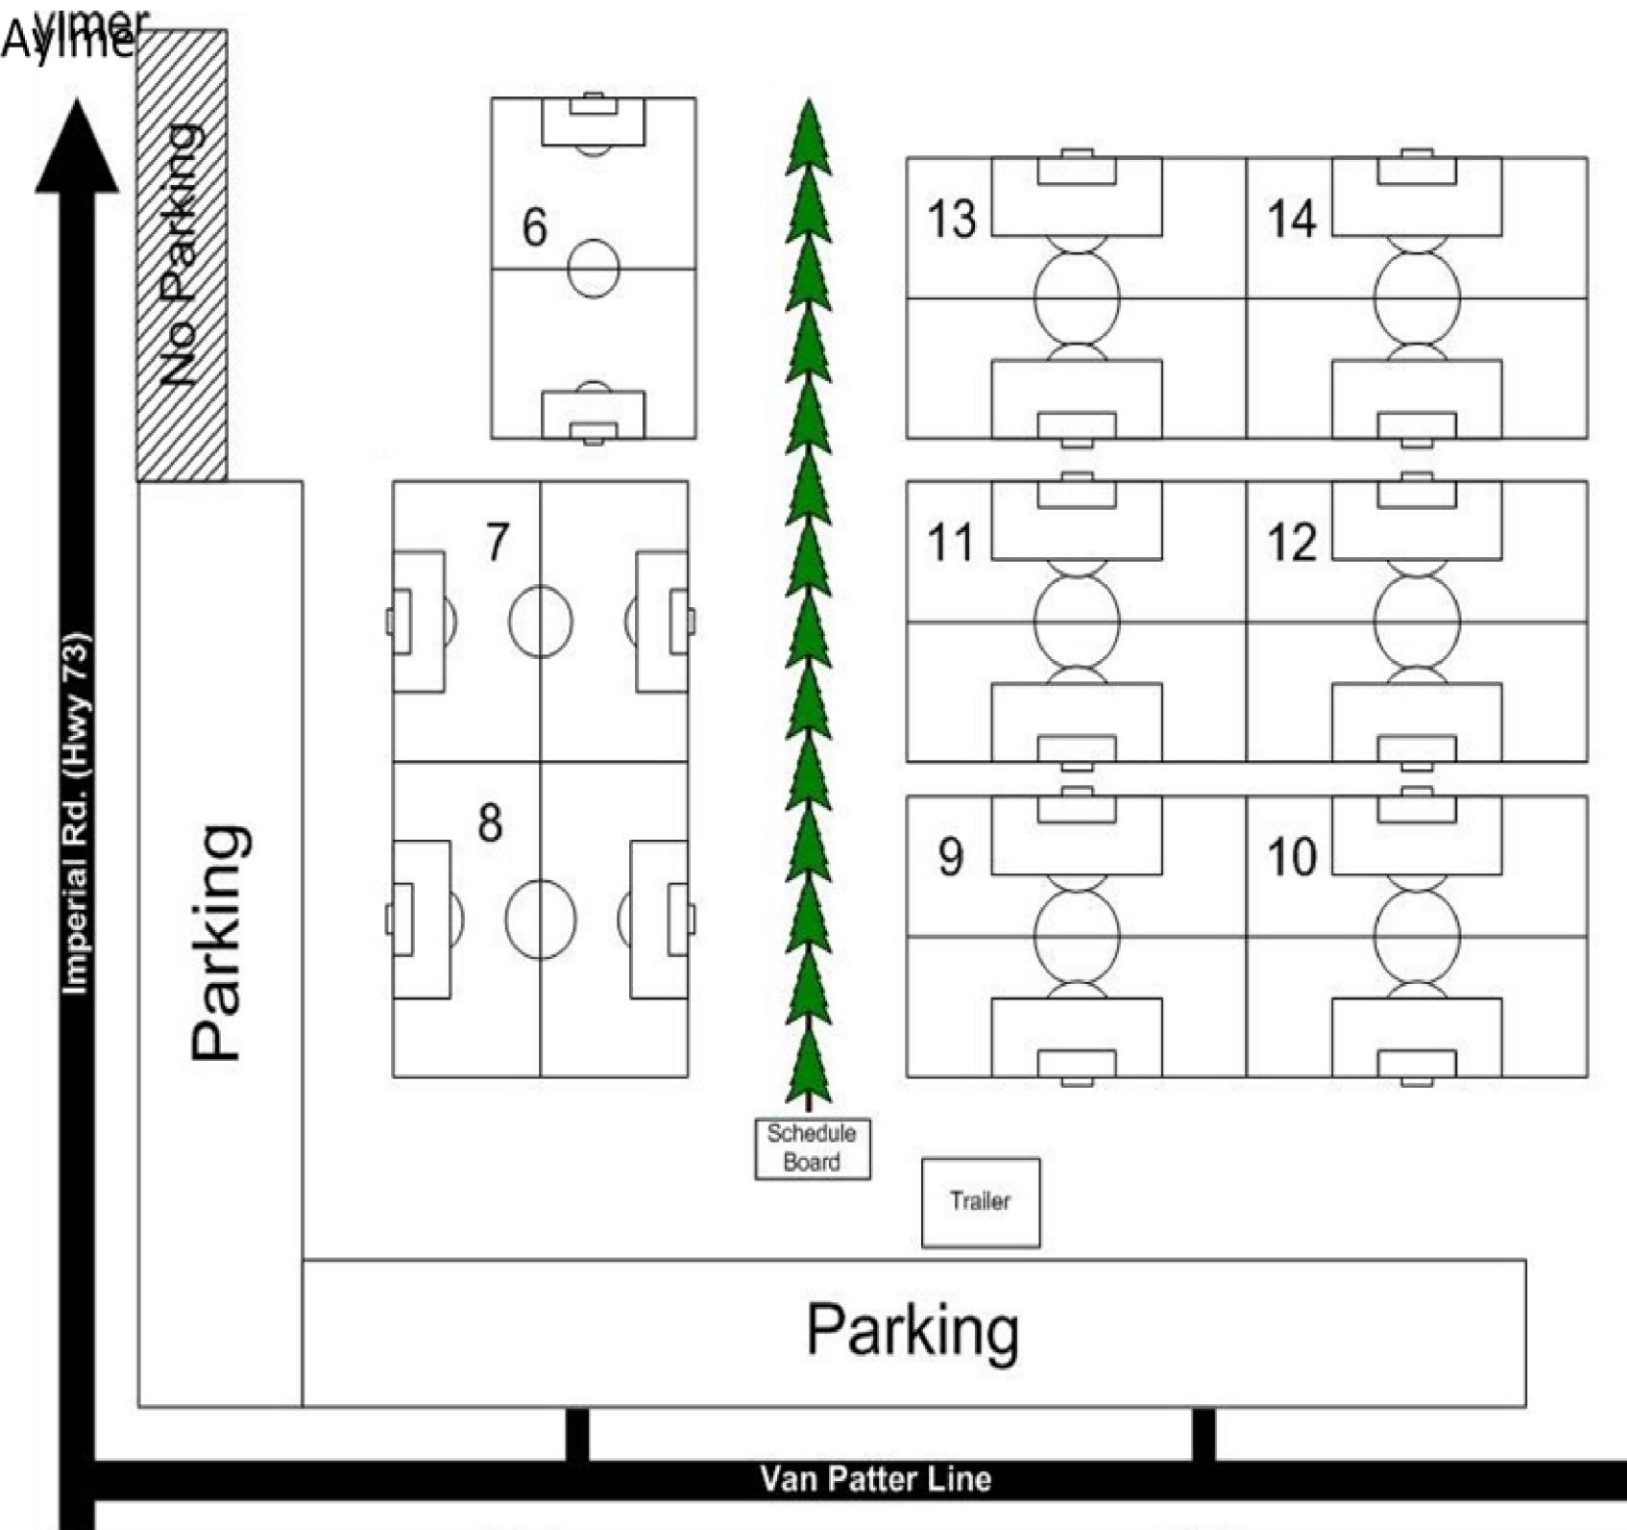 ylmer
Aylmer
No Parking
6
13
14
7
11
12
Imperial Rd. (Hwy 73)
Parking
8
9
10
Schedule
Board
Trailer
Parking
Van Patter Line